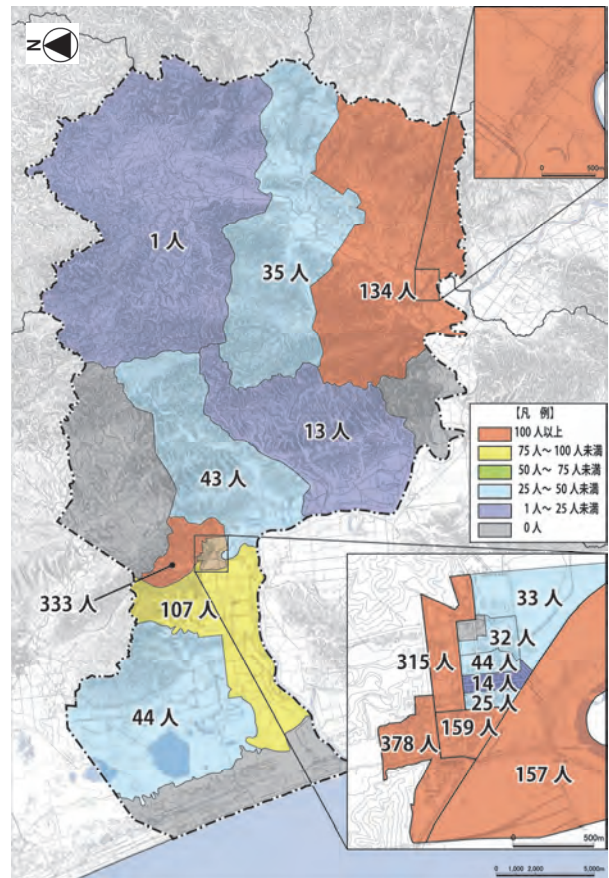 N
0 500m
1人
35人
134人
【凡 例】
100人以上
75人～100人未満
50人～ 75人未満
25人～ 50人未満
1人～ 25人未満
0人
13人
43人
333人
107人
44人
33人
32人
315人
44人
14人
25人
159人
378人
157人
0 500m
0 1,000 2,000 5,000m